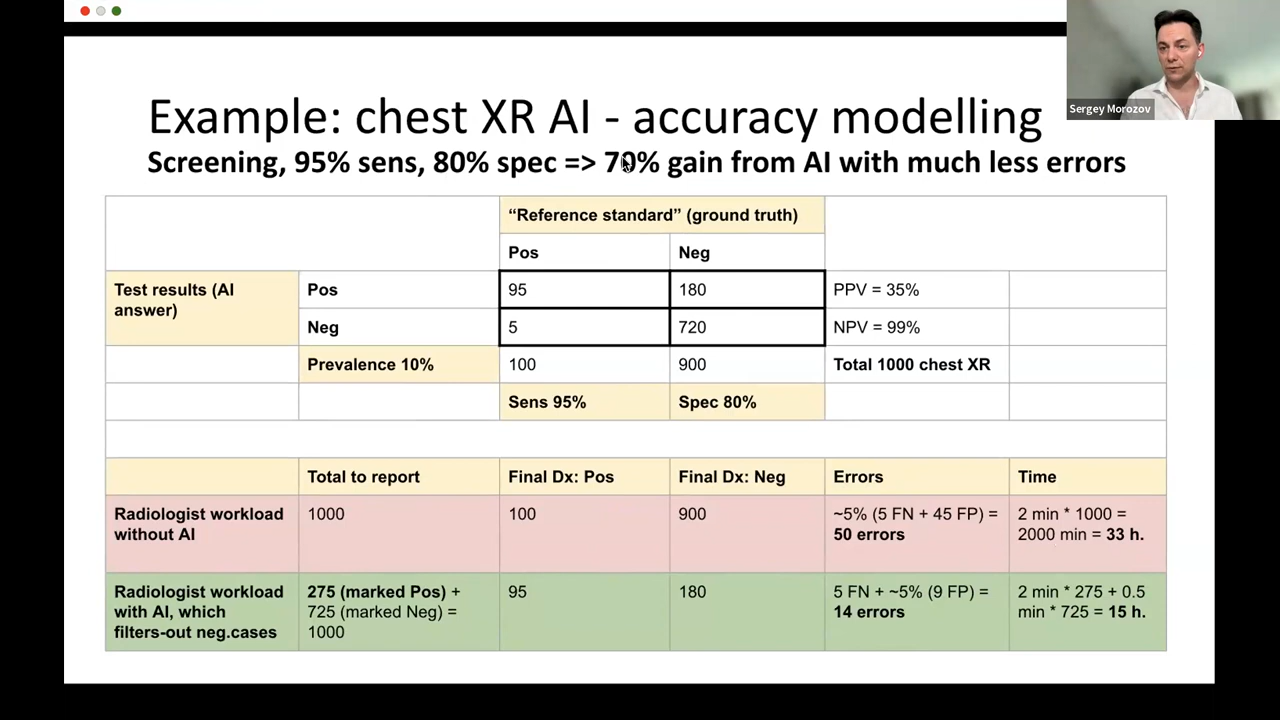 Sergey Morozov
Example: chest XR AI - accuracy modelling
Screening, 95% sens, 80% spec => 70% gain from AI with much less errors
“Reference standard” (ground truth)
Pos
Neg
Test results (AI
answer)
Pos
95
180
PPV = 35%
Neg
5
720
NPV = 99%
Prevalence 10%
100
900
Total 1000 chest XR
Sens 95%
Spec 80%
Total to report
Final Dx: Pos
Final Dx: Neg
Errors
Time
Radiologist workload
without AI
1000
100
900
~5% (5 FN + 45 FP) =
50 errors
2 min * 1000 =
2000 min = 33 h.
Radiologist workload
with AI, which
filters-out neg.cases
275 (marked Pos) +
725 (marked Neg) =
1000
95
180
5 FN + ~5% (9 FP) =
14 errors
2 min * 275 + 0.5
min * 725 = 15 h.